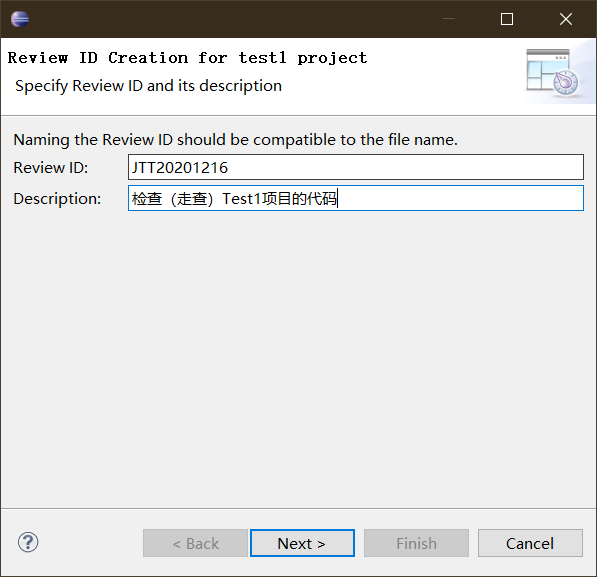 Review ID Creation for test1 project
Specify Review ID and its description
Naming the Review ID should be compatible to the file name.
Review ID: JTT20201216
Description: 检查（走查）Test1项目的代码
? < Back Next > Finish Cancel